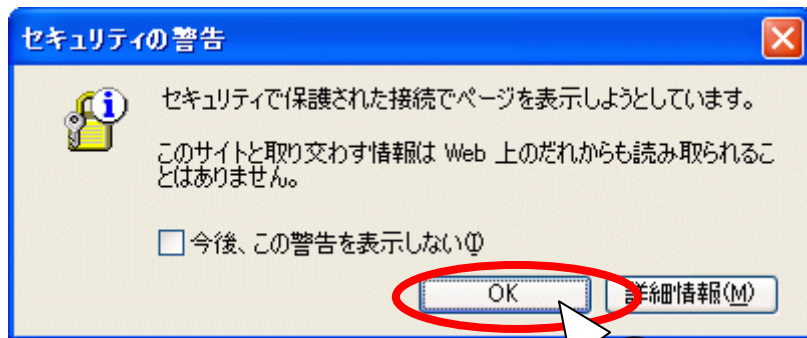 セキュリティの警告
セキュリティで保護された接続でページを表示しようとしています。
このサイトと取り交わす情報は Web 上のだれからも読み取られるこ
とはありません。
今後、この警告を表示しない(I)
OK
詳細情報(M)